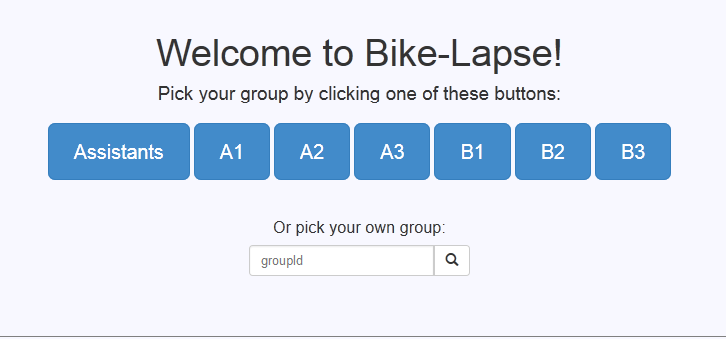 Welcome to Bike-Lapse!
Pick your group by clicking one of these buttons:
Assistants A1 A2 A3 B1 B2 B3
Or pick your own group:
groupId